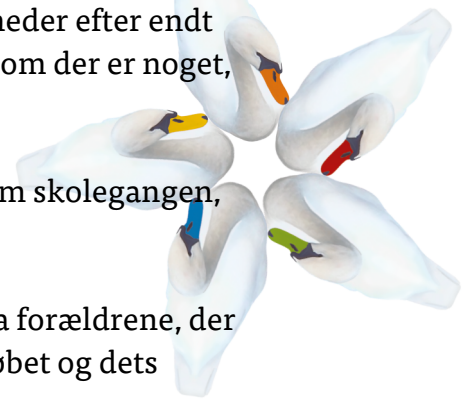 neder efter endt
om der er noget,
m skolegangen,
a forældrene, der
øbet og dets